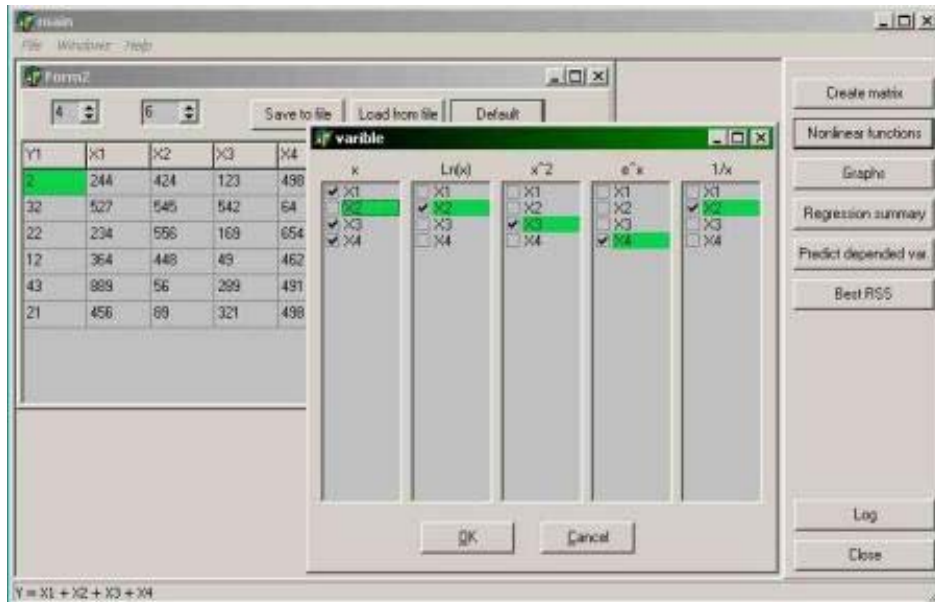 main
File Windows Help
Form2
4 6 Save to file Load from file Default
Y1 X1 X2 X3 X4
2 244 424 123 498
32 527 545 542 64
22 234 556 169 654
12 364 448 49 462
43 889 56 289 491
21 456 89 321 498
varible
x Ln(x) x^2 e^x 1/x
X1 X1 X1 X1 X1
X2 X2 X2 X2 X2
X3 X3 X3 X3 X3
X4 X4 X4 X4 X4
OK Cancel
Create matrix
Nonlinear functions
Graphs
Regression summary
Predict depended var.
Best RSS
Log
Close
Y = X1 + X2 + X3 + X4